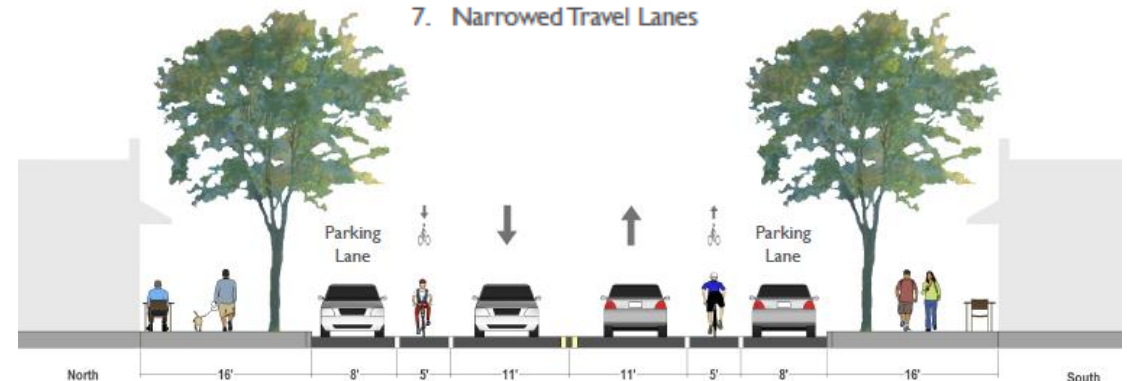 7. Narrowed Travel Lanes
Parking
Lane
Parking
Lane
North
16'
8'
5'
11'
11'
5'
8'
16'
South